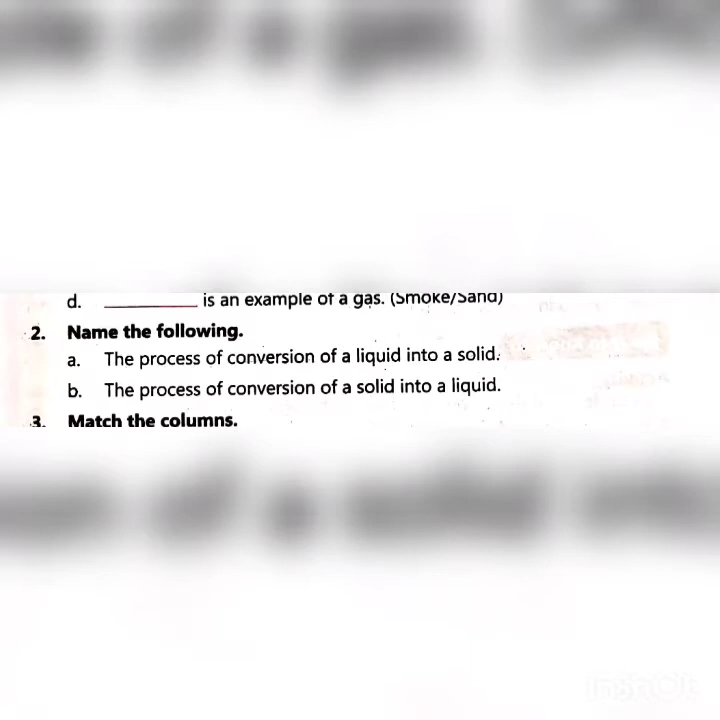 d. ________ is an example of a gas. (Smoke/Sand)
2. Name the following.
a. The process of conversion of a liquid into a solid.
b. The process of conversion of a solid into a liquid.
3. Match the columns.